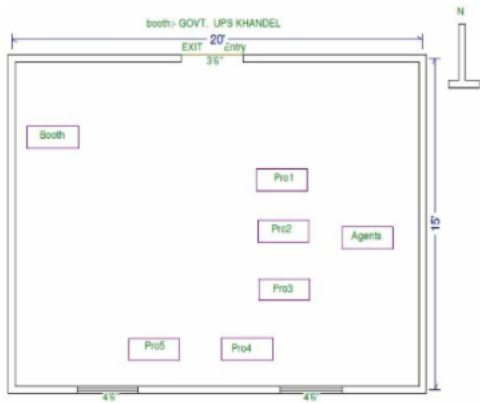 booth:- GOVT. UPS KHANDEL
N
20'
EXIT Entry
3'6"
Booth
Pro1
Pro2
Agents
15'
Pro3
Pro5
Pro4
4'6
4'6"